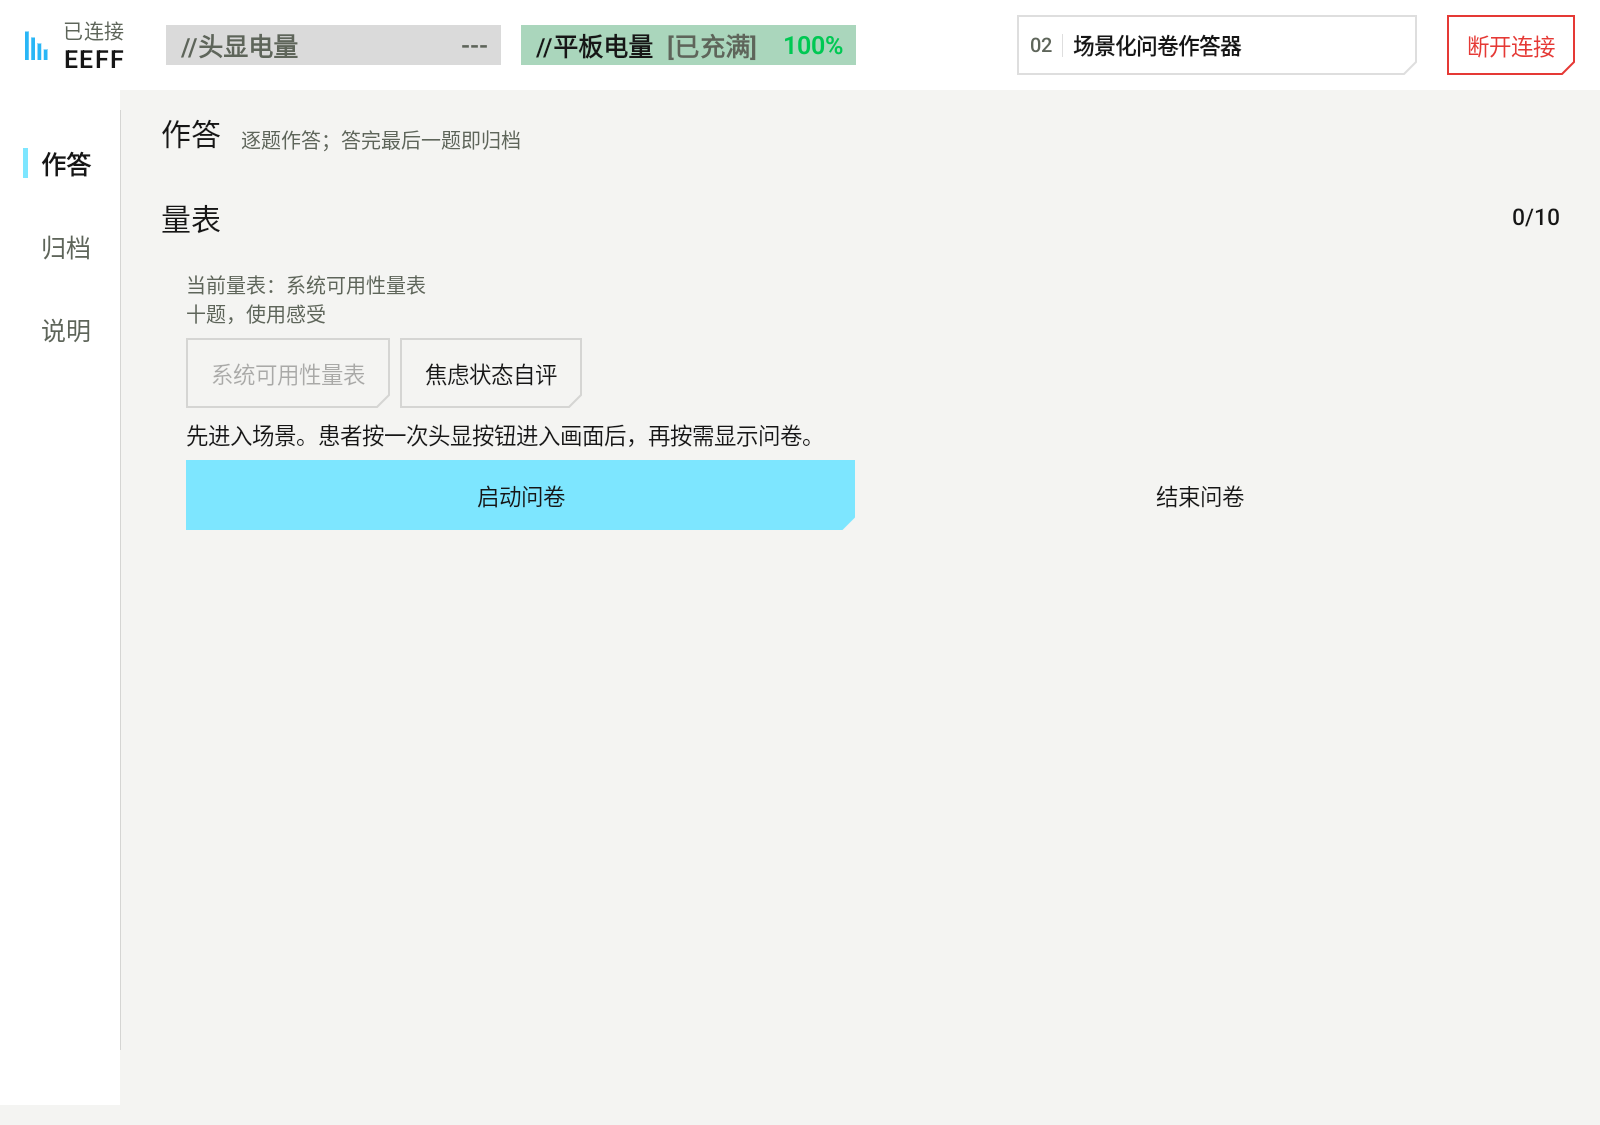 已连接
EEFF
//头显电量 ---
//平板电量 [已充满] 100%
02 场景化问卷作答器
断开连接
作答
归档
说明
作答 逐题作答；答完最后一题即归档
量表 0/10
当前量表：系统可用性量表
十题，使用感受
系统可用性量表 焦虑状态自评
先进入场景。患者按一次头显按钮进入画面后，再按需显示问卷。
启动问卷 结束问卷